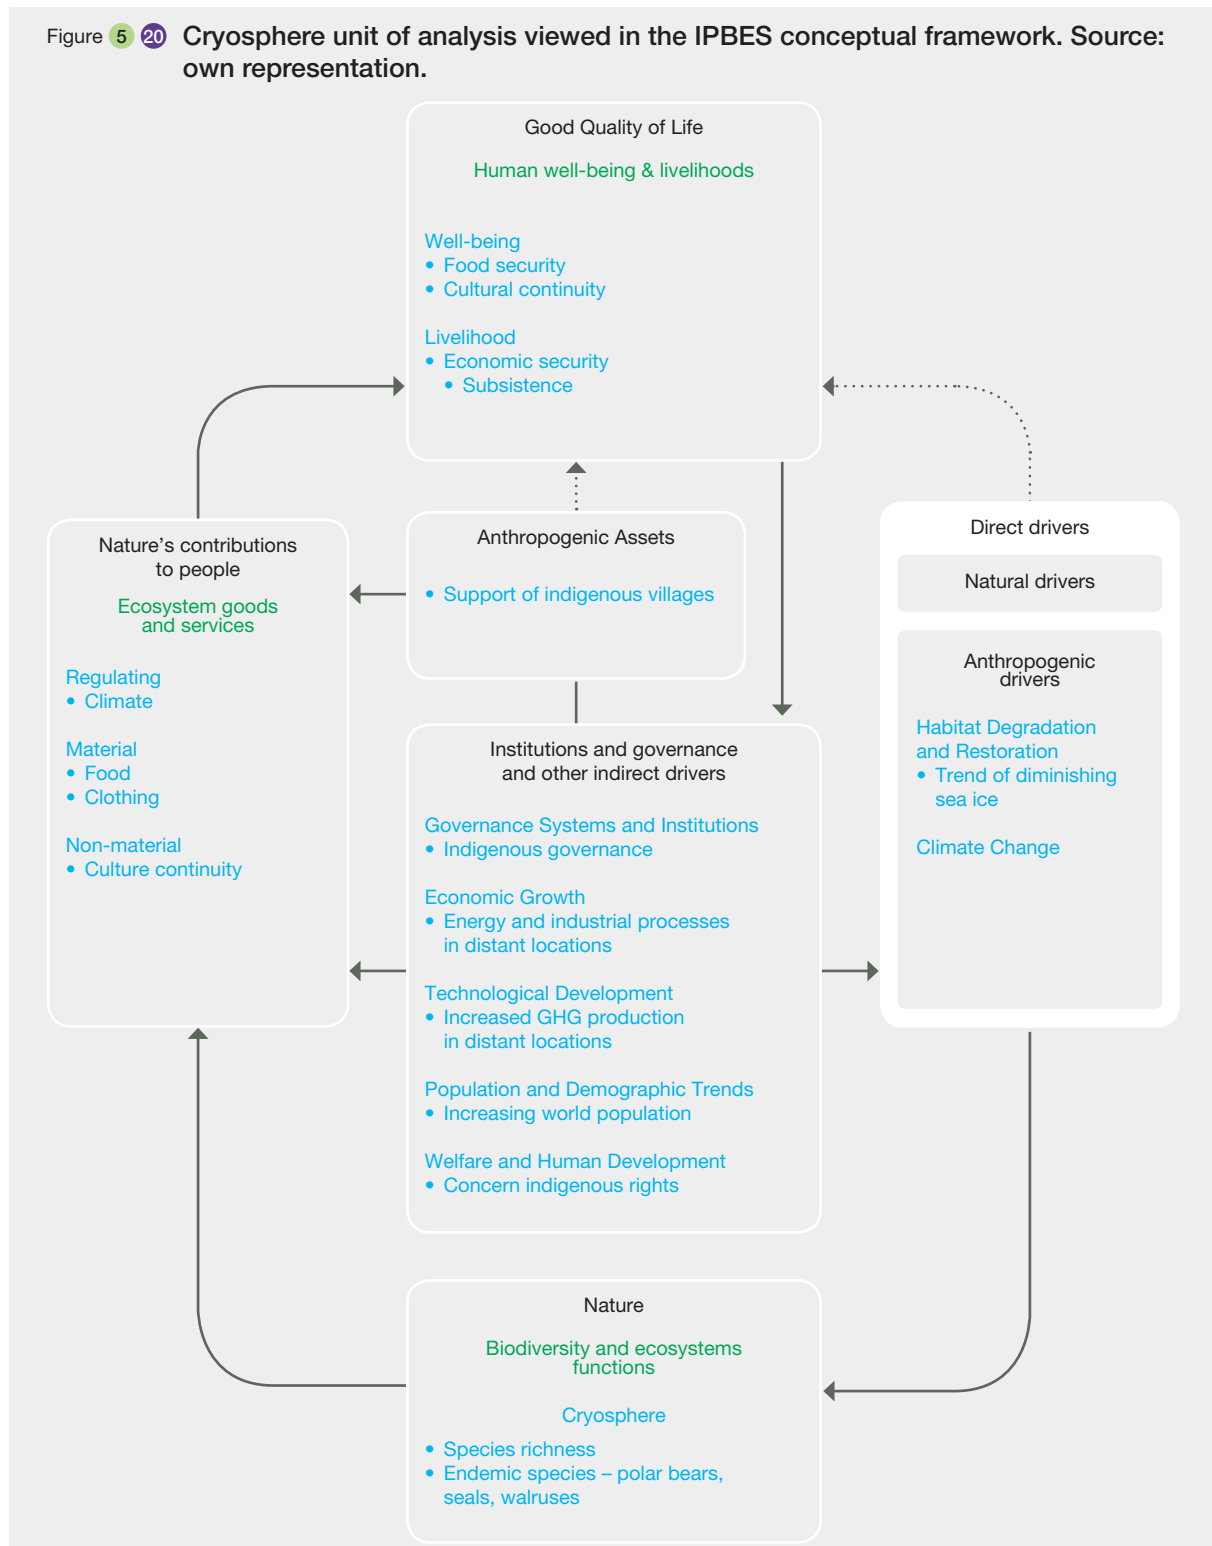 Figure 5 20 Cryosphere unit of analysis viewed in the IPBES conceptual framework. Source:
own representation.
Good Quality of Life
Human well-being & livelihoods
Well-being
• Food security
• Cultural continuity
Livelihood
• Economic security
• Subsistence
Nature’s contributions
to people
Ecosystem goods
and services
Regulating
• Climate
Material
• Food
• Clothing
Non-material
• Culture continuity
Anthropogenic Assets
• Support of indigenous villages
Institutions and governance
and other indirect drivers
Governance Systems and Institutions
• Indigenous governance
Economic Growth
• Energy and industrial processes
in distant locations
Technological Development
• Increased GHG production
in distant locations
Population and Demographic Trends
• Increasing world population
Welfare and Human Development
• Concern indigenous rights
Direct drivers
Natural drivers
Anthropogenic
drivers
Habitat Degradation
and Restoration
• Trend of diminishing
sea ice
Climate Change
Nature
Biodiversity and ecosystems
functions
Cryosphere
• Species richness
• Endemic species – polar bears,
seals, walruses